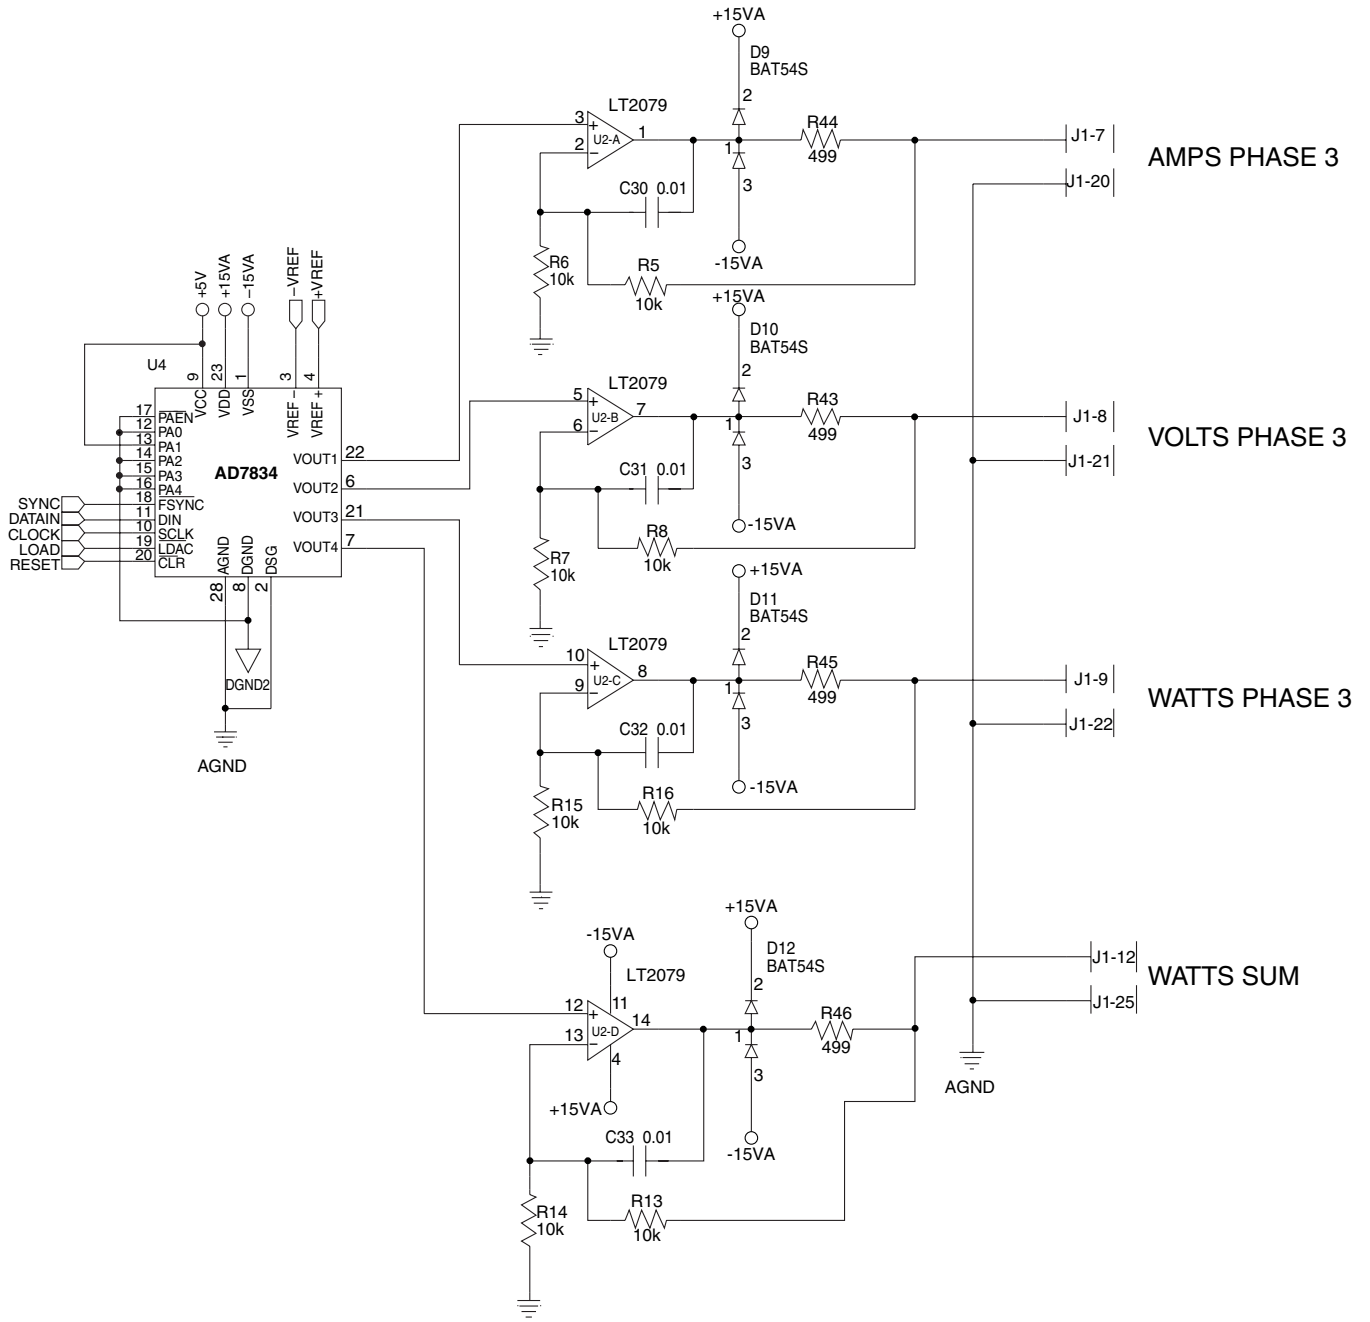 +15VA
D9
BAT54S
2
LT2079
3
+
U2-A
1
2
−
1
R44
499
J1-7
AMPS PHASE 3
J1-20
3
C30 0.01
-15VA
R6
10k
R5
10k
+5V
+15VA
−15VA
−VREF
+VREF
+15VA
D10
BAT54S
2
U4
9
23
1
3
4
VCC
VDD
VSS
VREF -
VREF +
LT2079
5
+
U2-B
7
6
−
1
R43
499
J1-8
VOLTS PHASE 3
J1-21
3
C31 0.01
-15VA
R7
10k
R8
10k
17 PAEN
12 PA0
13 PA1
14 PA2
15 PA3
16 PA4
SYNC 18 FSYNC
DATAIN 11 DIN
CLOCK 10 SCLK
LOAD 19 LDAC
RESET 20 CLR
AD7834
VOUT1 22
VOUT2 6
VOUT3 21
VOUT4 7
AGND
DGND
DSG
28
8
2
DGND2
AGND
+15VA
D11
BAT54S
2
LT2079
10
+
U2-C
8
9
−
1
R45
499
J1-9
WATTS PHASE 3
J1-22
3
C32 0.01
-15VA
R15
10k
R16
10k
+15VA
D12
BAT54S
2
-15VA
LT2079
11
12
+
U2-D
14
13
−
4
+15VA
1
R46
499
J1-12
WATTS SUM
J1-25
AGND
3
-15VA
C33 0.01
R14
10k
R13
10k